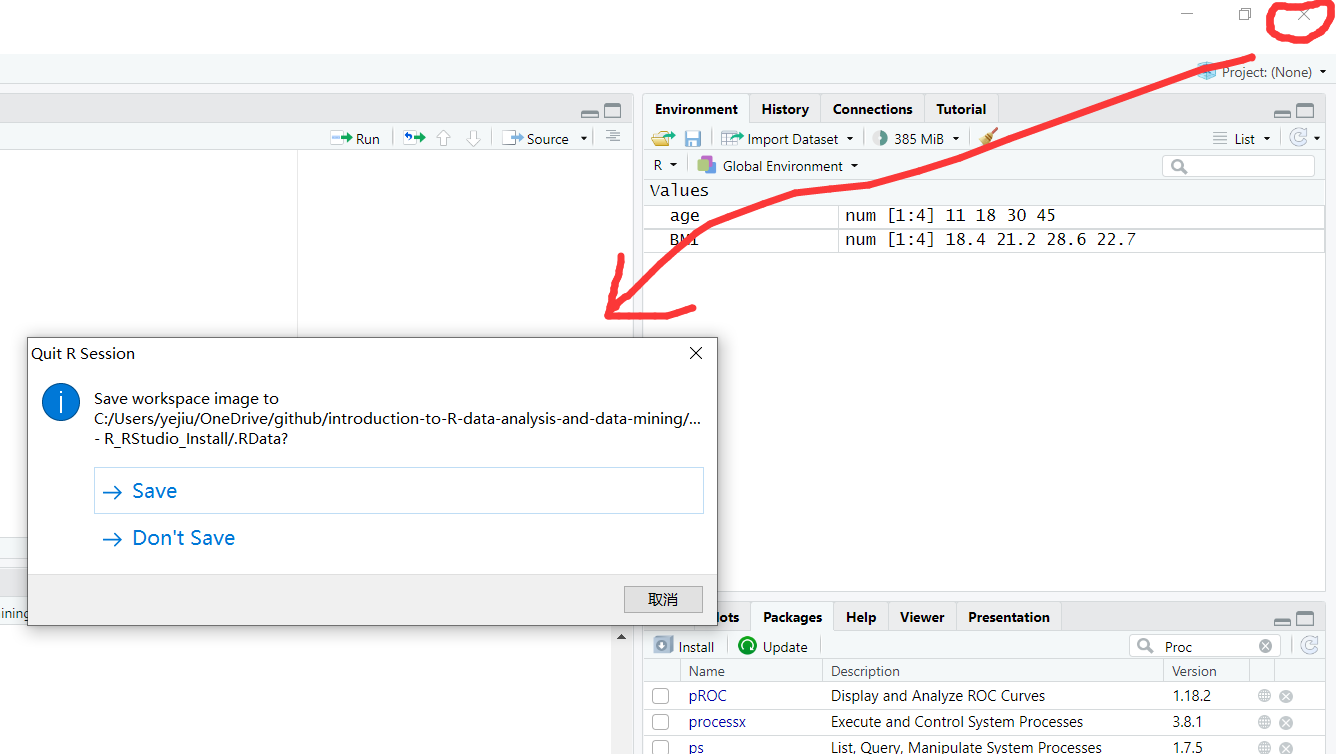 Project: (None)
Run
Source
Environment History Connections Tutorial
Import Dataset 385 MiB List
R Global Environment
Values
age num [1:4] 11 18 30 45
BMI num [1:4] 18.4 21.2 28.6 22.7
Quit R Session
Save workspace image to
C:/Users/yejiu/OneDrive/github/introduction-to-R-data-analysis-and-data-mining/...
- R_RStudio_Install/.RData?
Save
Don't Save
取消
Packages Help Viewer Presentation
Install Update Proc
Name Description Version
pROC Display and Analyze ROC Curves 1.18.2
processx Execute and Control System Processes 3.8.1
ps List, Query, Manipulate System Processes 1.7.5